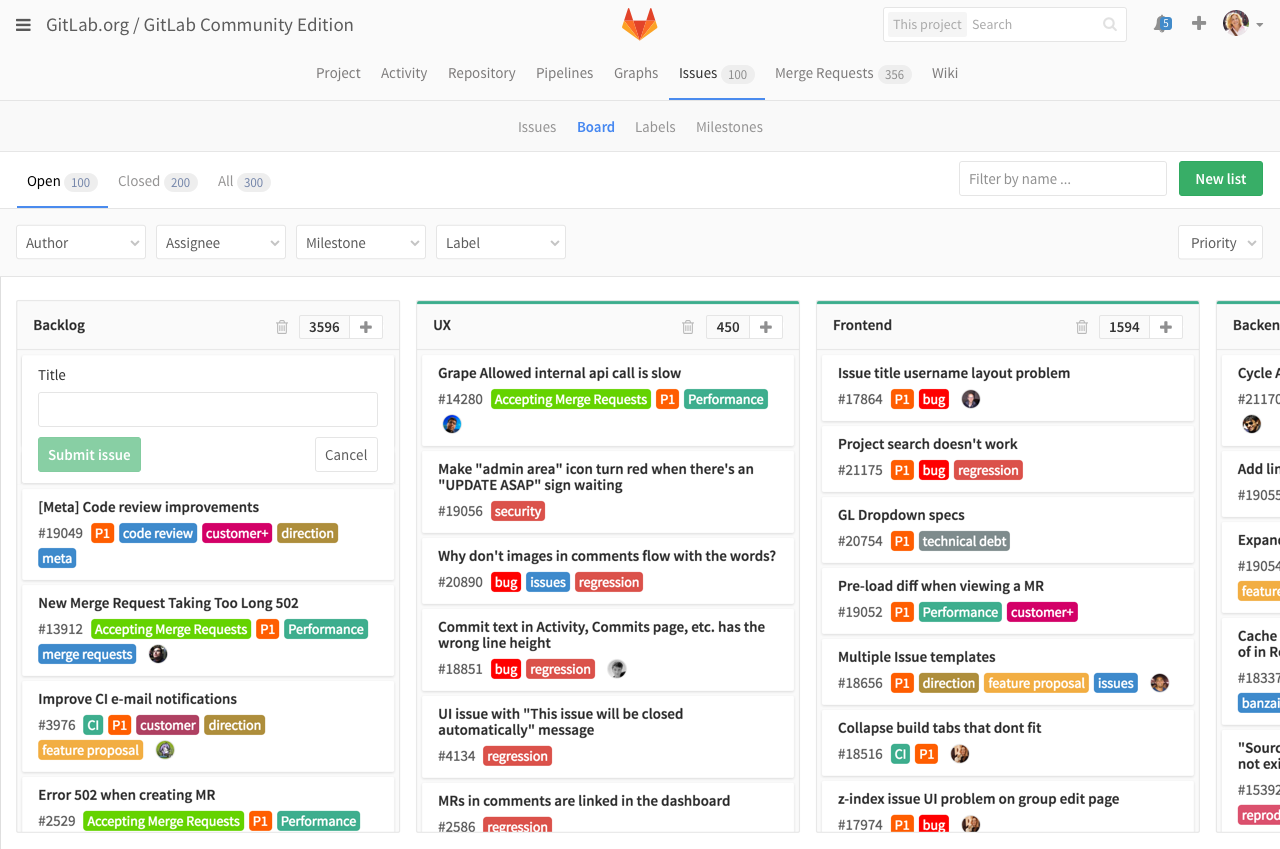 GitLab.org / GitLab Community Edition
This project Search
5
Project Activity Repository Pipelines Graphs Issues 100 Merge Requests 356 Wiki
Issues Board Labels Milestones
Open 100 Closed 200 All 300
Filter by name ...
New list
Author Assignee Milestone Label Priority
Backlog 3596
Title
Submit issue Cancel
[Meta] Code review improvements
#19049 P1 code review customer+ direction
meta
New Merge Request Taking Too Long 502
#13912 Accepting Merge Requests P1 Performance
merge requests
Improve CI e-mail notifications
#3976 CI P1 customer direction
feature proposal
Error 502 when creating MR
#2529 Accepting Merge Requests P1 Performance
UX 450
Grape Allowed internal api call is slow
#14280 Accepting Merge Requests P1 Performance
Make "admin area" icon turn red when there's an
"UPDATE ASAP" sign waiting
#19056 security
Why don't images in comments flow with the words?
#20890 bug issues regression
Commit text in Activity, Commits page, etc. has the
wrong line height
#18851 bug regression
UI issue with "This issue will be closed
automatically" message
#4134 regression
MRs in comments are linked in the dashboard
#2586 regression
Frontend 1594
Issue title username layout problem
#17864 P1 bug
Project search doesn't work
#21175 P1 bug regression
GL Dropdown specs
#20754 P1 technical debt
Pre-load diff when viewing a MR
#19052 P1 Performance customer+
Multiple Issue templates
#18656 P1 direction feature proposal issues
Collapse build tabs that dont fit
#18516 CI P1
z-index issue UI problem on group edit page
#17974 P1 bug
Backen
Cycle A
#21170
Add lin
#19055
Expand
#19054
feature
Cache
of in Re
#18337
banzai
"Sourc
not exi
#15392
reprod